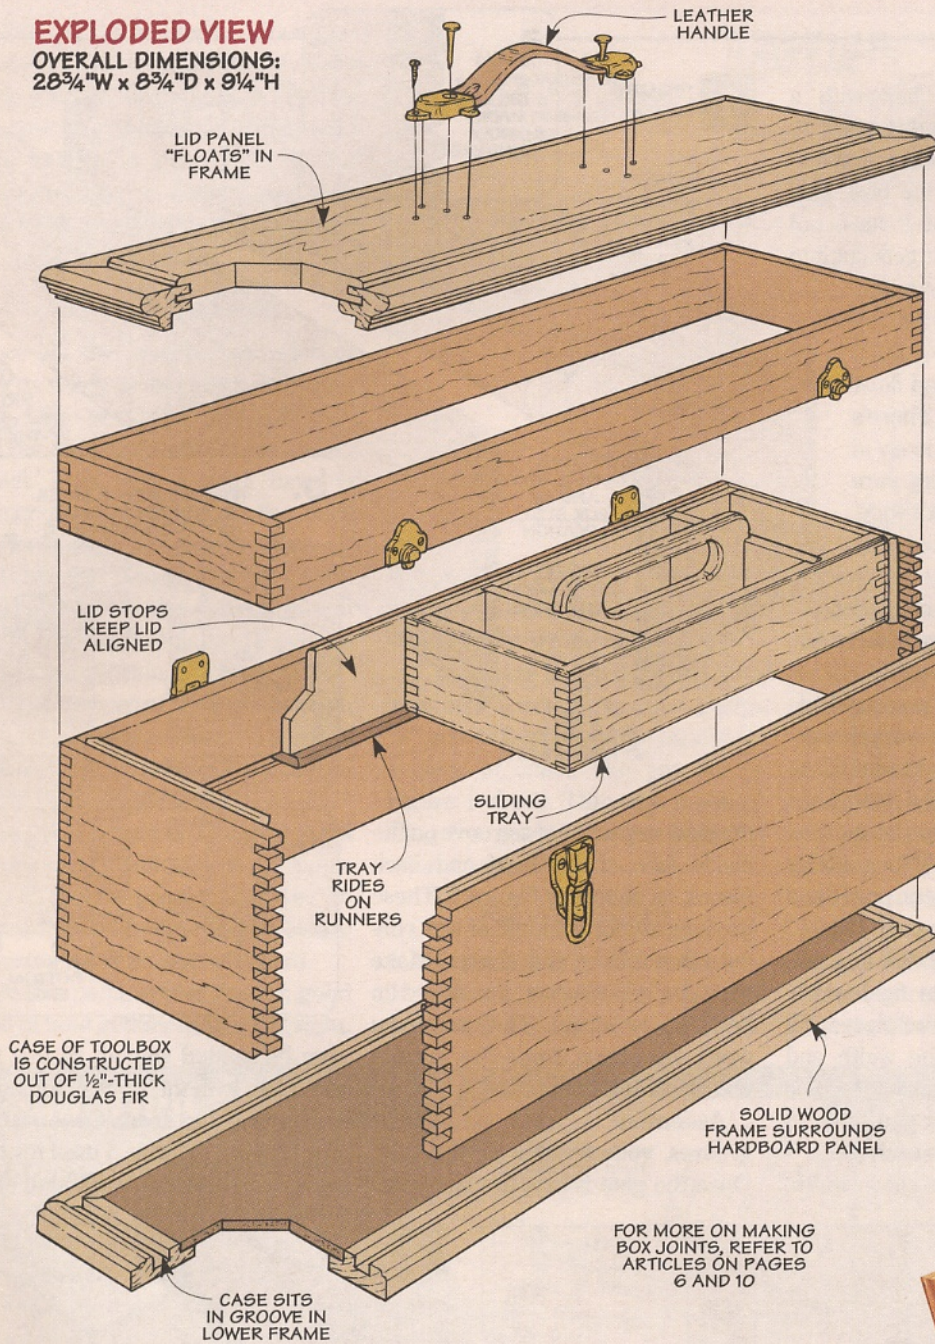 EXPLODED VIEW
OVERALL DIMENSIONS:
28¾"W x 8¾"D x 9¼"H
LEATHER
HANDLE
LID PANEL
"FLOATS" IN
FRAME
LID STOPS
KEEP LID
ALIGNED
SLIDING
TRAY
TRAY
RIDES
ON
RUNNERS
CASE OF TOOLBOX
IS CONSTRUCTED
OUT OF ½"-THICK
DOUGLAS FIR
SOLID WOOD
FRAME SURROUNDS
HARDBOARD PANEL
FOR MORE ON MAKING
BOX JOINTS, REFER TO
ARTICLES ON PAGES
6 AND 10
CASE SITS
IN GROOVE IN
LOWER FRAME